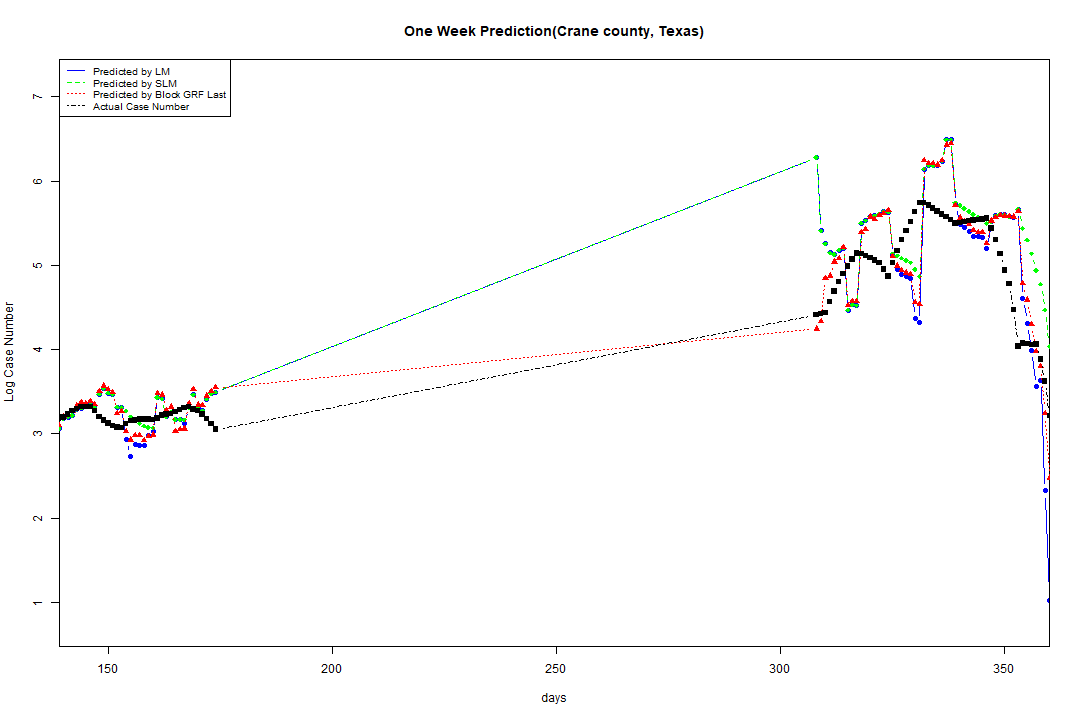 One Week Prediction(Crane county, Texas)
Predicted by LM
Predicted by SLM
Predicted by Block GRF Last
Actual Case Number
7
6
5
4
3
2
1
Log Case Number
150
200
250
300
350
days